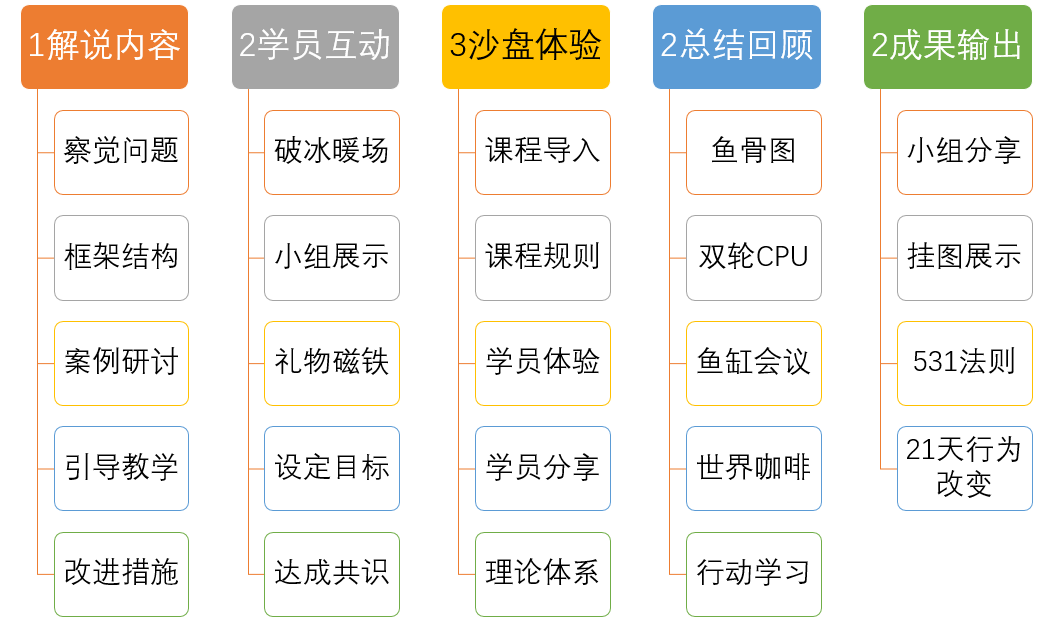 1解说内容
察觉问题
框架结构
案例研讨
引导教学
改进措施
2学员互动
破冰暖场
小组展示
礼物磁铁
设定目标
达成共识
3沙盘体验
课程导入
课程规则
学员体验
学员分享
理论体系
2总结回顾
鱼骨图
双轮CPU
鱼缸会议
世界咖啡
行动学习
2成果输出
小组分享
挂图展示
531法则
21天行为
改变